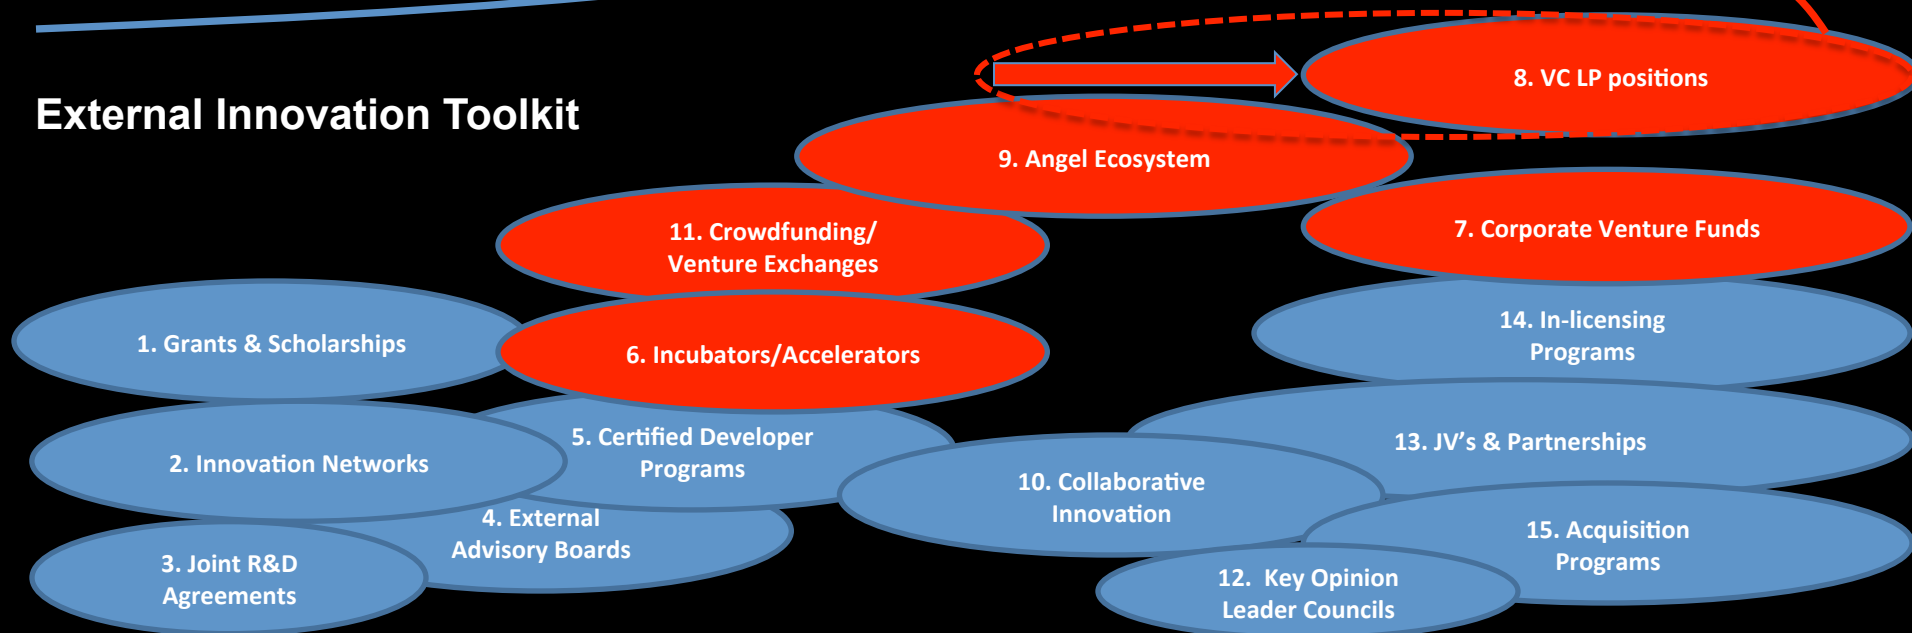 External Innovation Toolkit
8. VC LP positions
9. Angel Ecosystem
11. Crowdfunding/
Venture Exchanges
7. Corporate Venture Funds
1. Grants & Scholarships
6. Incubators/Accelerators
14. In-licensing
Programs
2. Innovation Networks
5. Certified Developer
Programs
13. JV's & Partnerships
10. Collaborative
Innovation
4. External
Advisory Boards
15. Acquisition
Programs
3. Joint R&D
Agreements
12. Key Opinion
Leader Councils